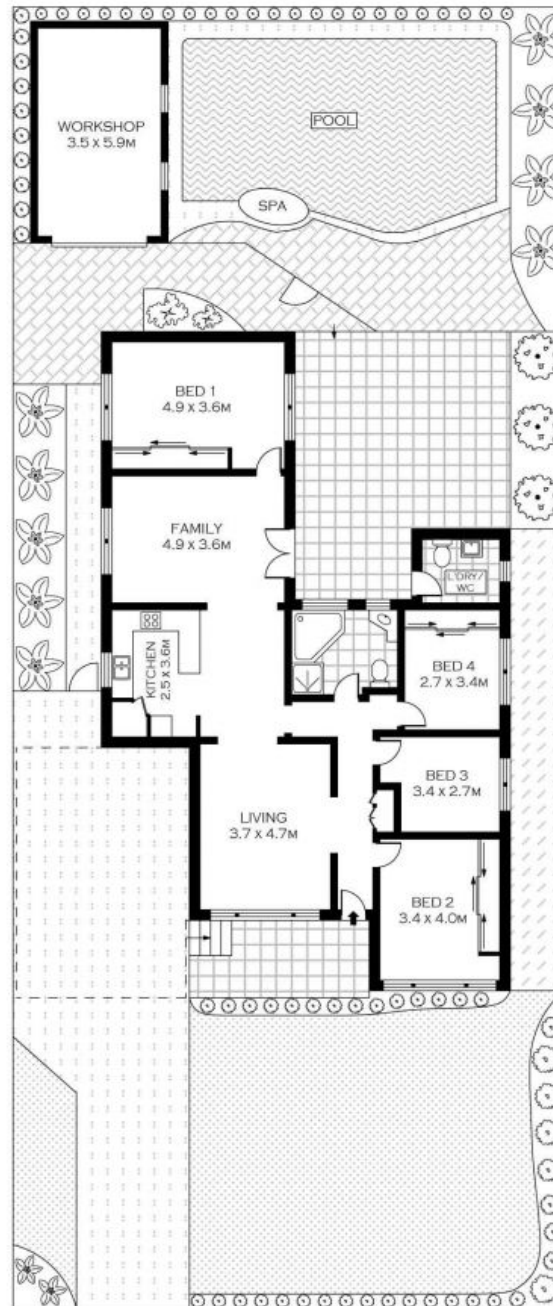 WORKSHOP
3.5 x 5.9M
POOL
SPA
BED 1
4.9 x 3.6M
FAMILY
4.9 x 3.6M
L'DRY/
WC
KITCHEN
2.5 x 3.6M
BED 4
2.7 x 3.4M
BED 3
3.4 x 2.7M
LIVING
3.7 x 4.7M
BED 2
3.4 x 4.0M